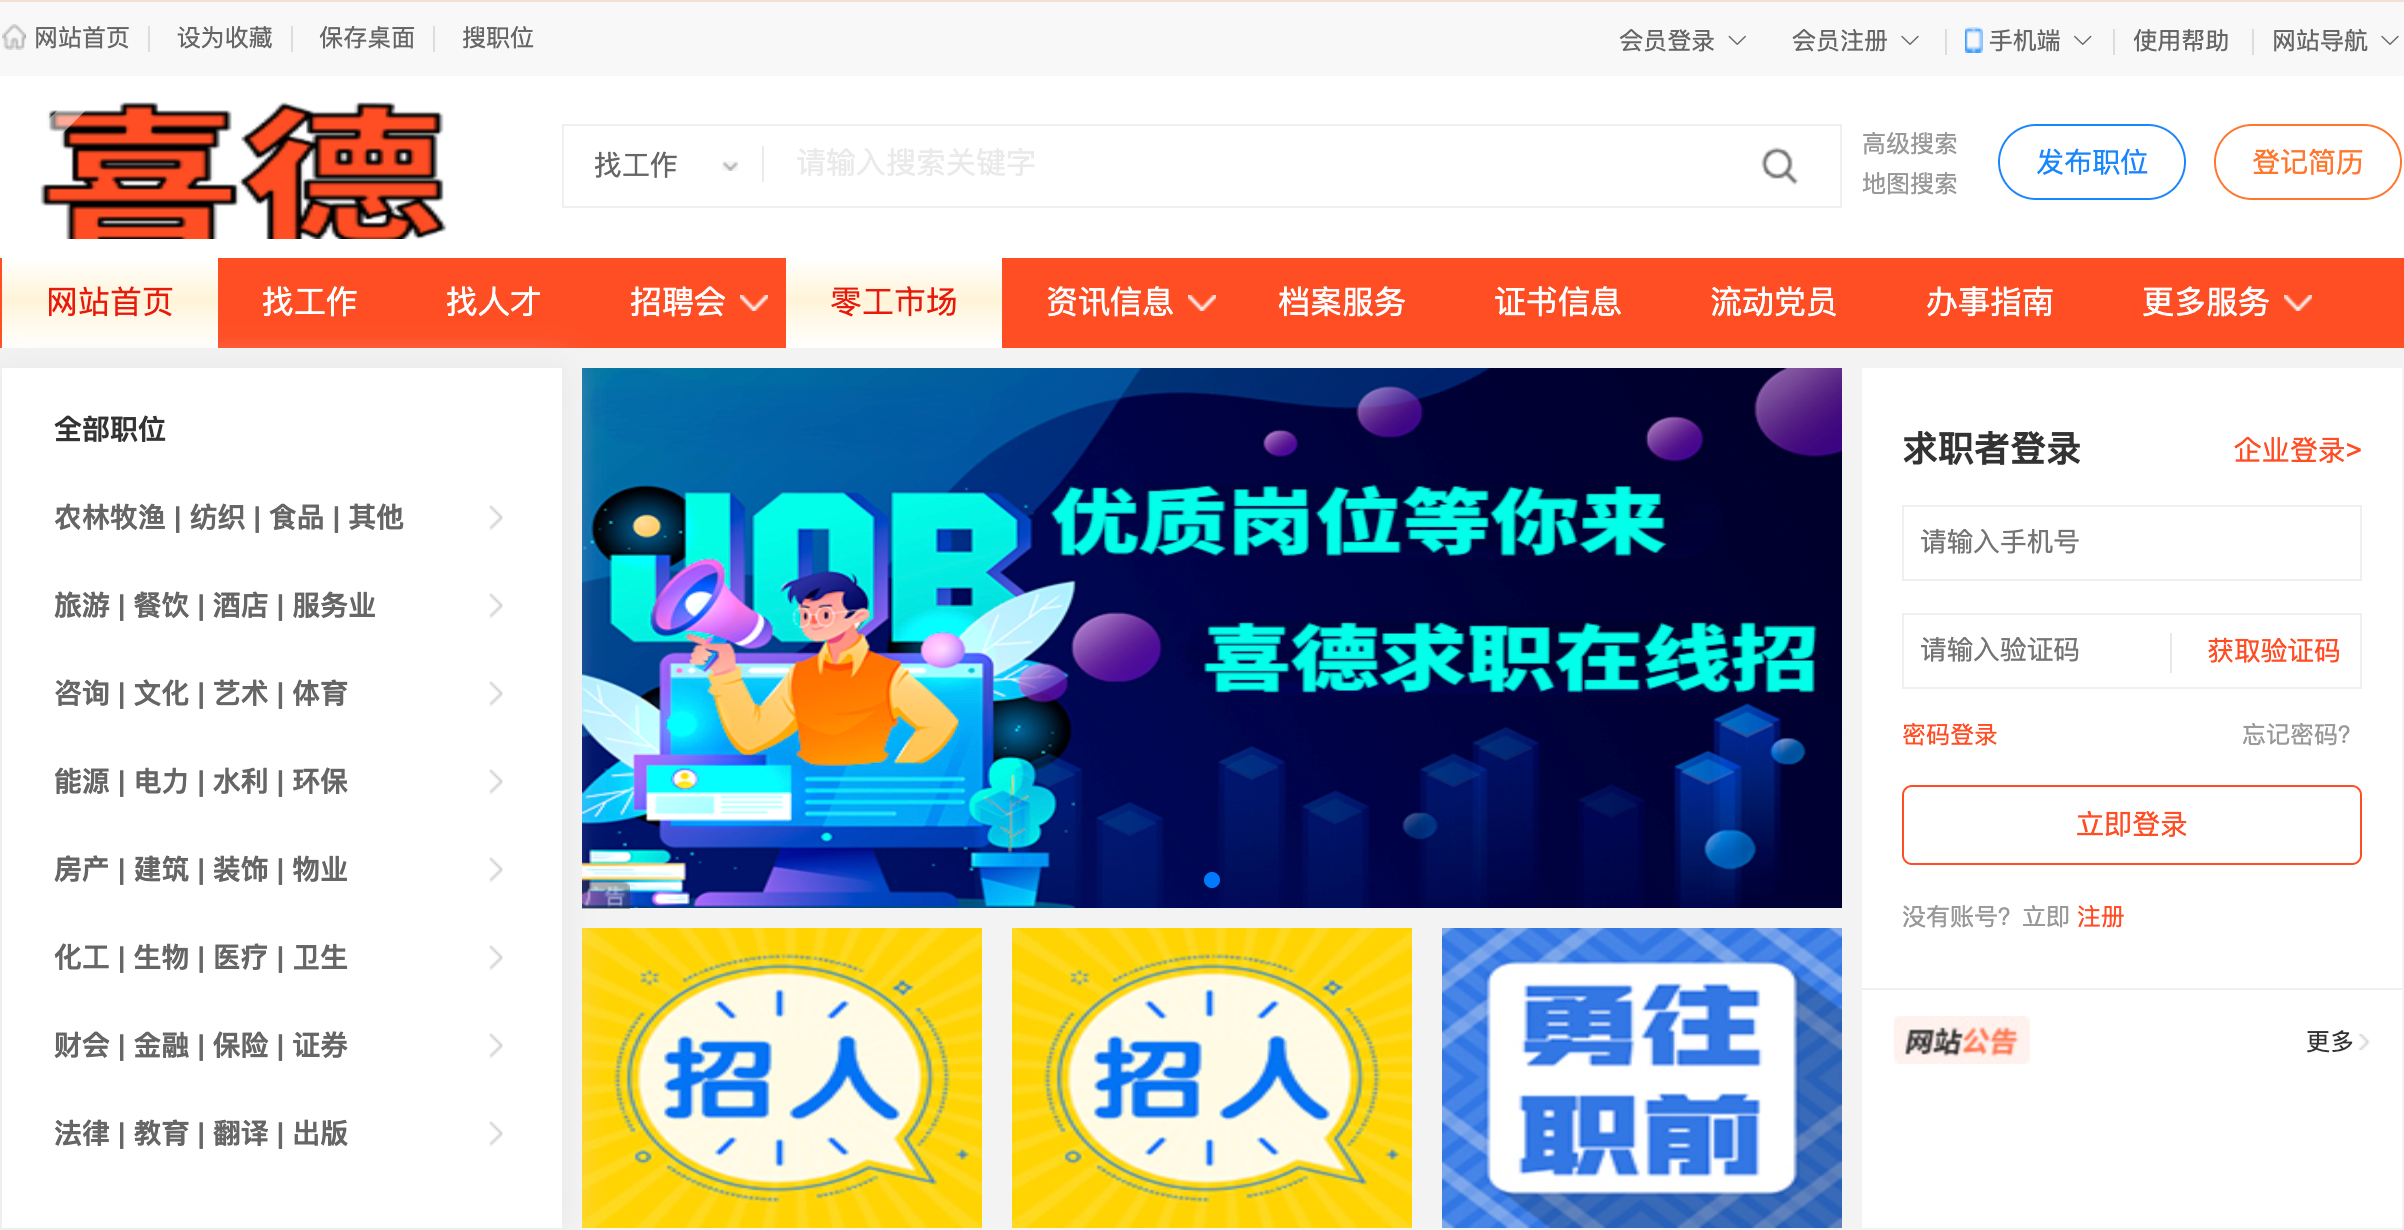 网站首页 设为收藏 保存桌面 搜职位 会员登录 会员注册 手机端 使用帮助 网站导航
喜德
找工作 请输入搜索关键字
高级搜索
地图搜索
发布职位 登记简历
网站首页 找工作 找人才 招聘会 零工市场 资讯信息 档案服务 证书信息 流动党员 办事指南 更多服务
全部职位
农林牧渔 | 纺织 | 食品 | 其他
旅游 | 餐饮 | 酒店 | 服务业
咨询 | 文化 | 艺术 | 体育
能源 | 电力 | 水利 | 环保
房产 | 建筑 | 装饰 | 物业
化工 | 生物 | 医疗 | 卫生
财会 | 金融 | 保险 | 证券
法律 | 教育 | 翻译 | 出版
JOB
优质岗位等你来
喜德求职在线招
广告
招人
招人
勇往
职前
求职者登录 企业登录>
请输入手机号
请输入验证码 获取验证码
密码登录 忘记密码?
立即登录
没有账号? 立即 注册
网站公告 更多